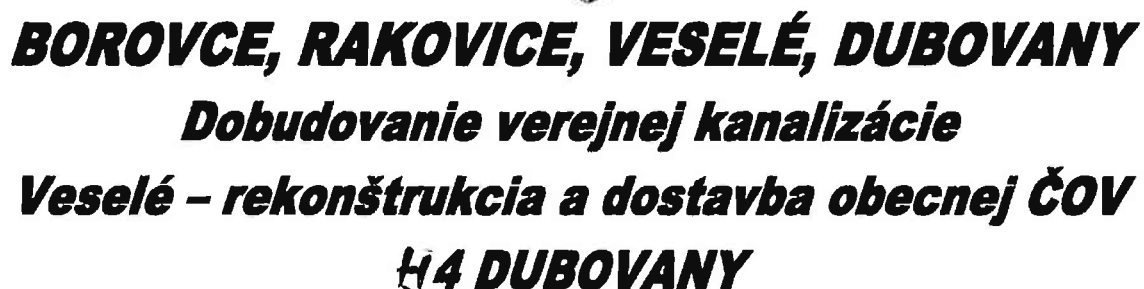 BOROVCE, RAKOVICE, VESELÉ, DUBOVANY
Dobudovanie verejnej kanalizácie
Veselé – rekonštrukcia a dostavba obecnej ČOV
H4 DUBOVANY